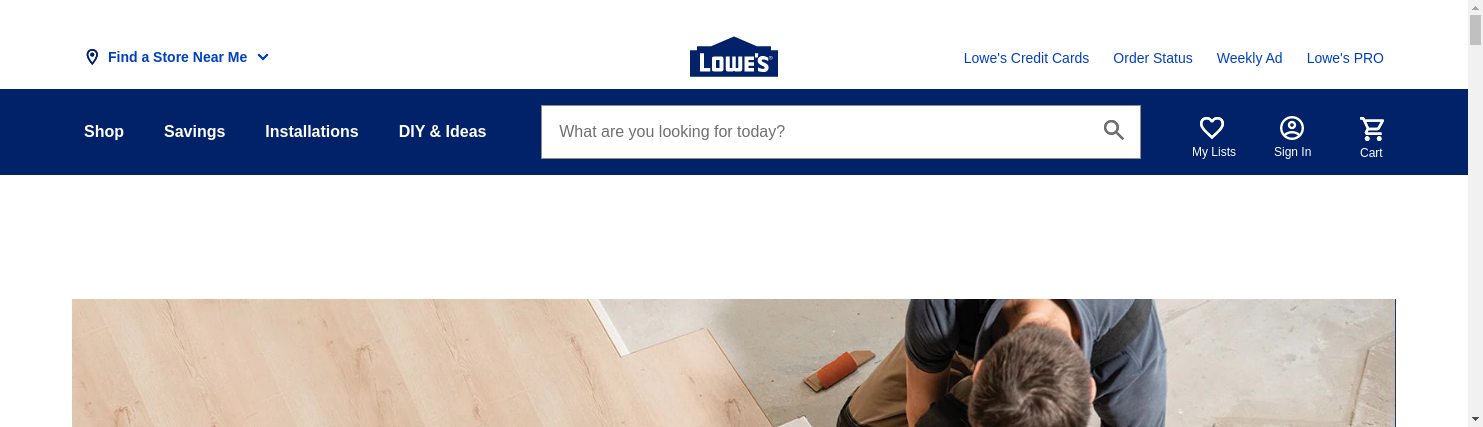 Find a Store Near Me
LOWE'S
Lowe's Credit Cards
Order Status
Weekly Ad
Lowe's PRO
Shop
Savings
Installations
DIY & Ideas
What are you looking for today?
My Lists
Sign In
Cart